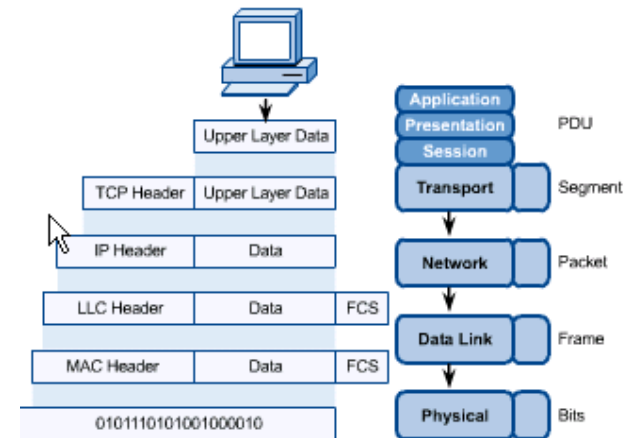 Upper Layer Data
TCP Header Upper Layer Data
IP Header Data
LLC Header Data FCS
MAC Header Data FCS
0101110101001000010
Application
Presentation PDU
Session
Transport Segment
Network Packet
Data Link Frame
Physical Bits